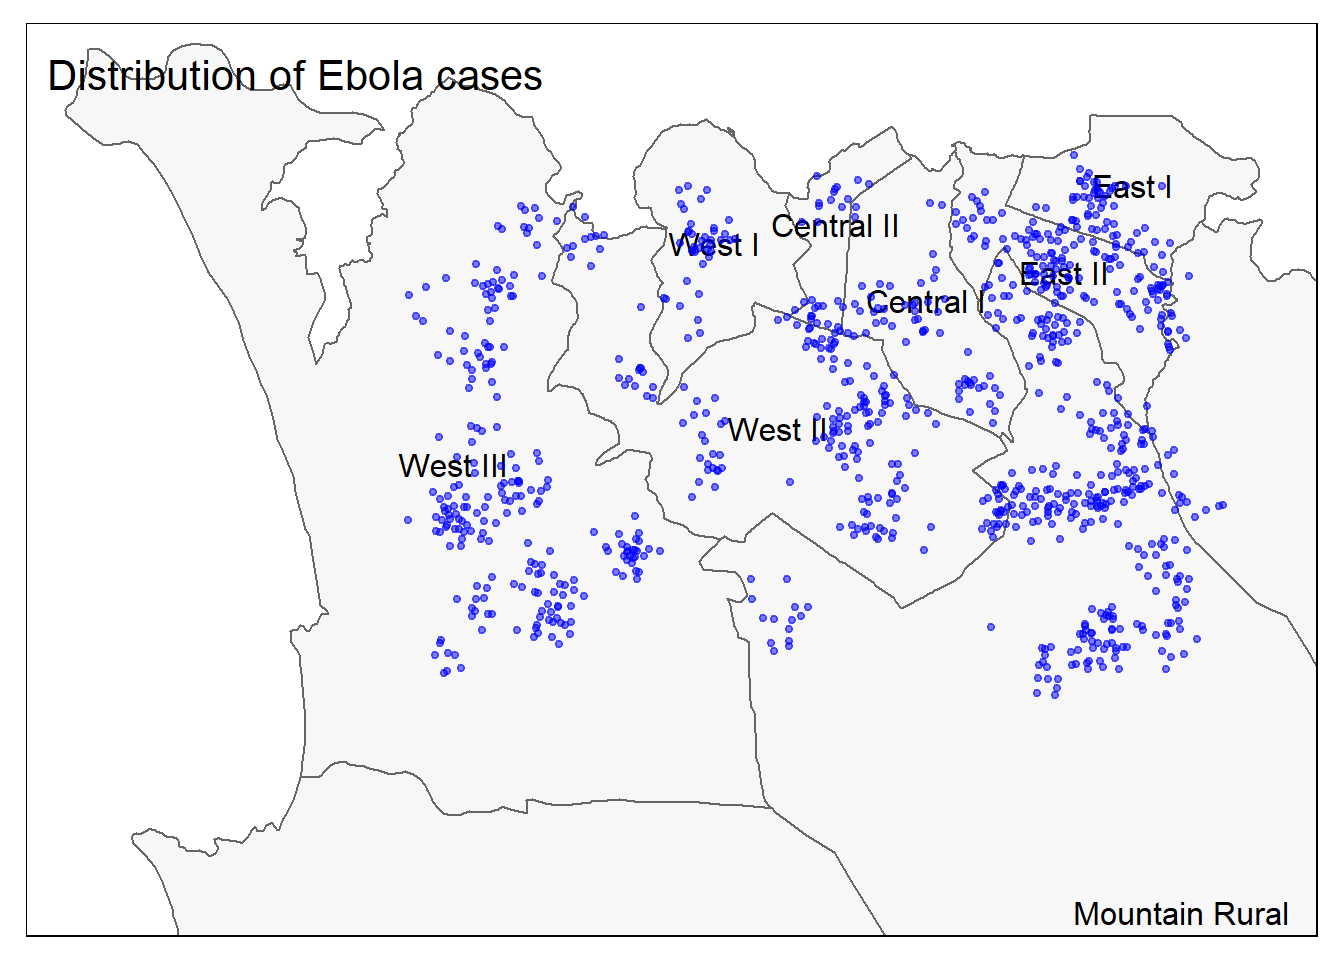 Distribution of Ebola cases
East I
Central II
West I
East II
Central I
West II
West III
Mountain Rural